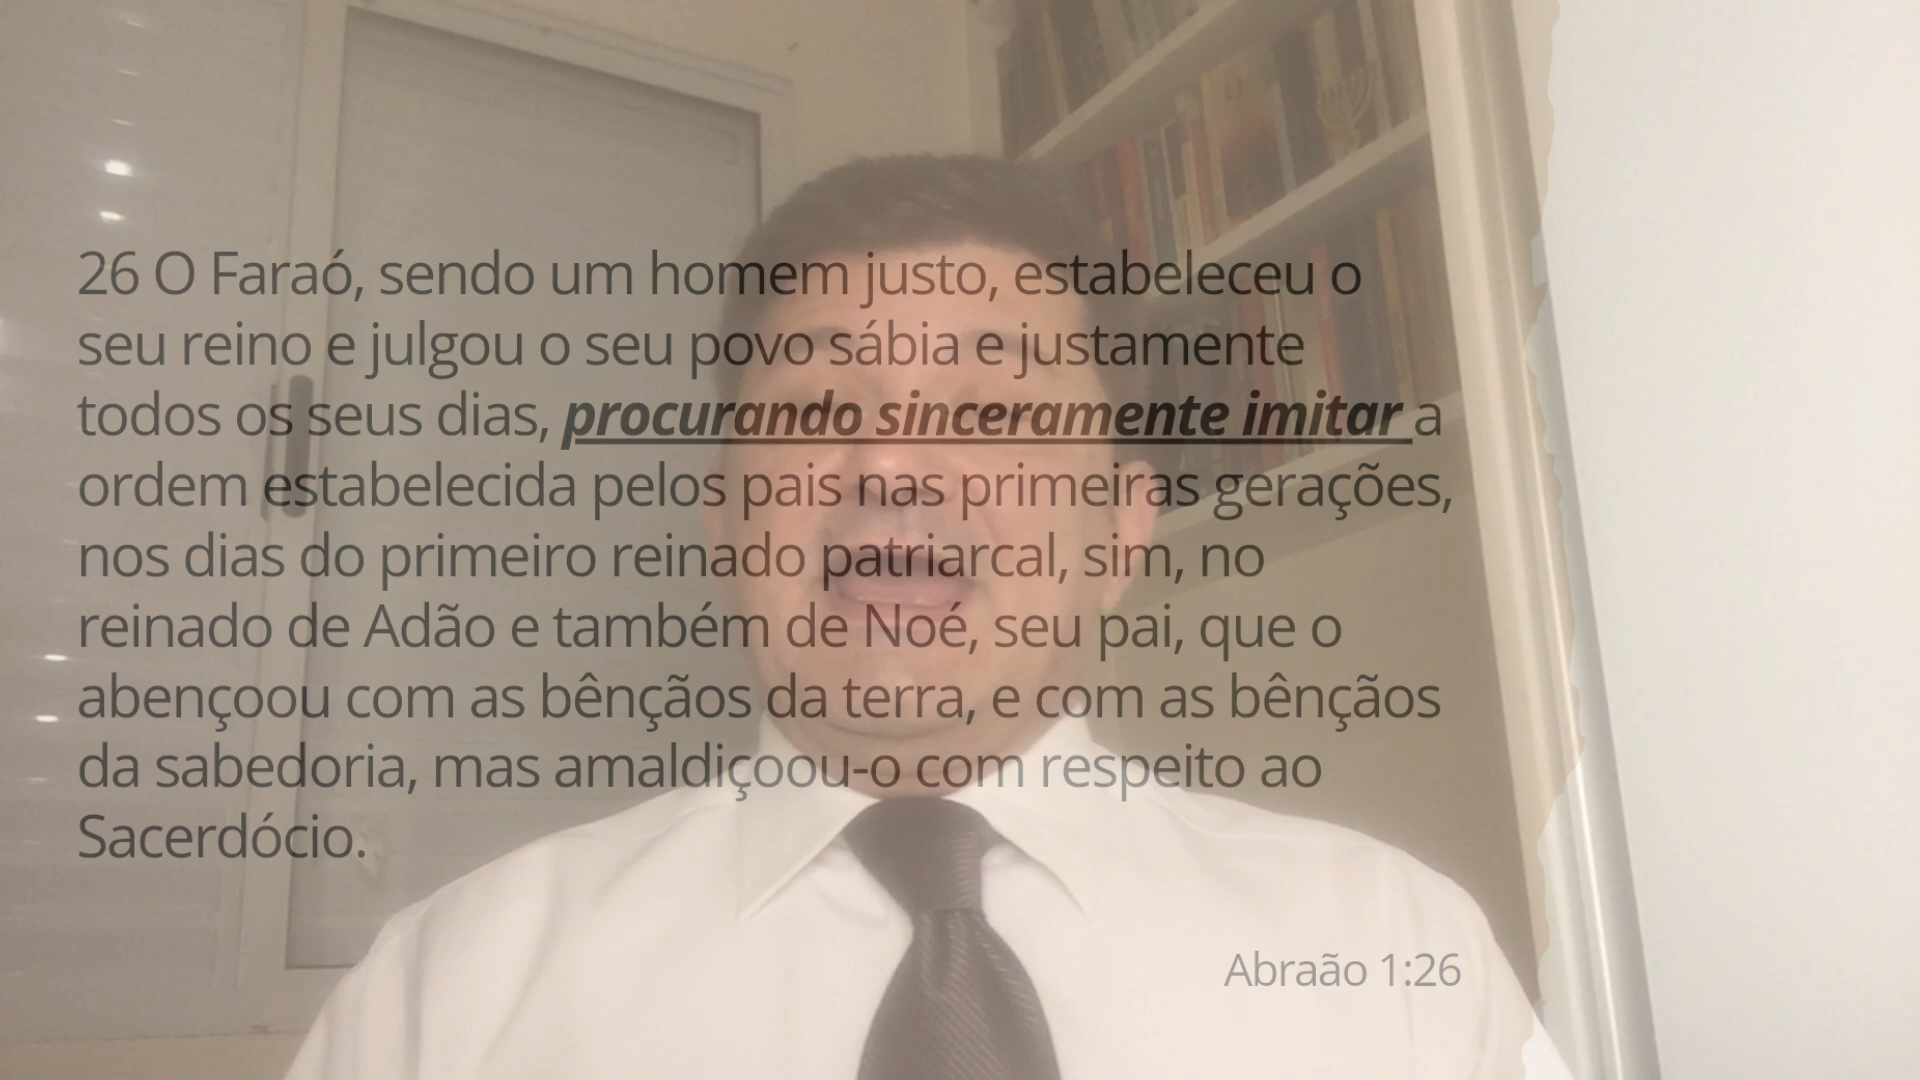 26 O Faraó, sendo um homem justo, estabeleceu o
seu reino e julgou o seu povo sábia e justamente
todos os seus dias, procurando sinceramente imitar a
ordem estabelecida pelos pais nas primeiras gerações,
nos dias do primeiro reinado patriarcal, sim, no
reinado de Adão e também de Noé, seu pai, que o
abençoou com as bênçãos da terra, e com as bênçãos
da sabedoria, mas amaldiçoou-o com respeito ao
Sacerdócio.
Abraão 1:26